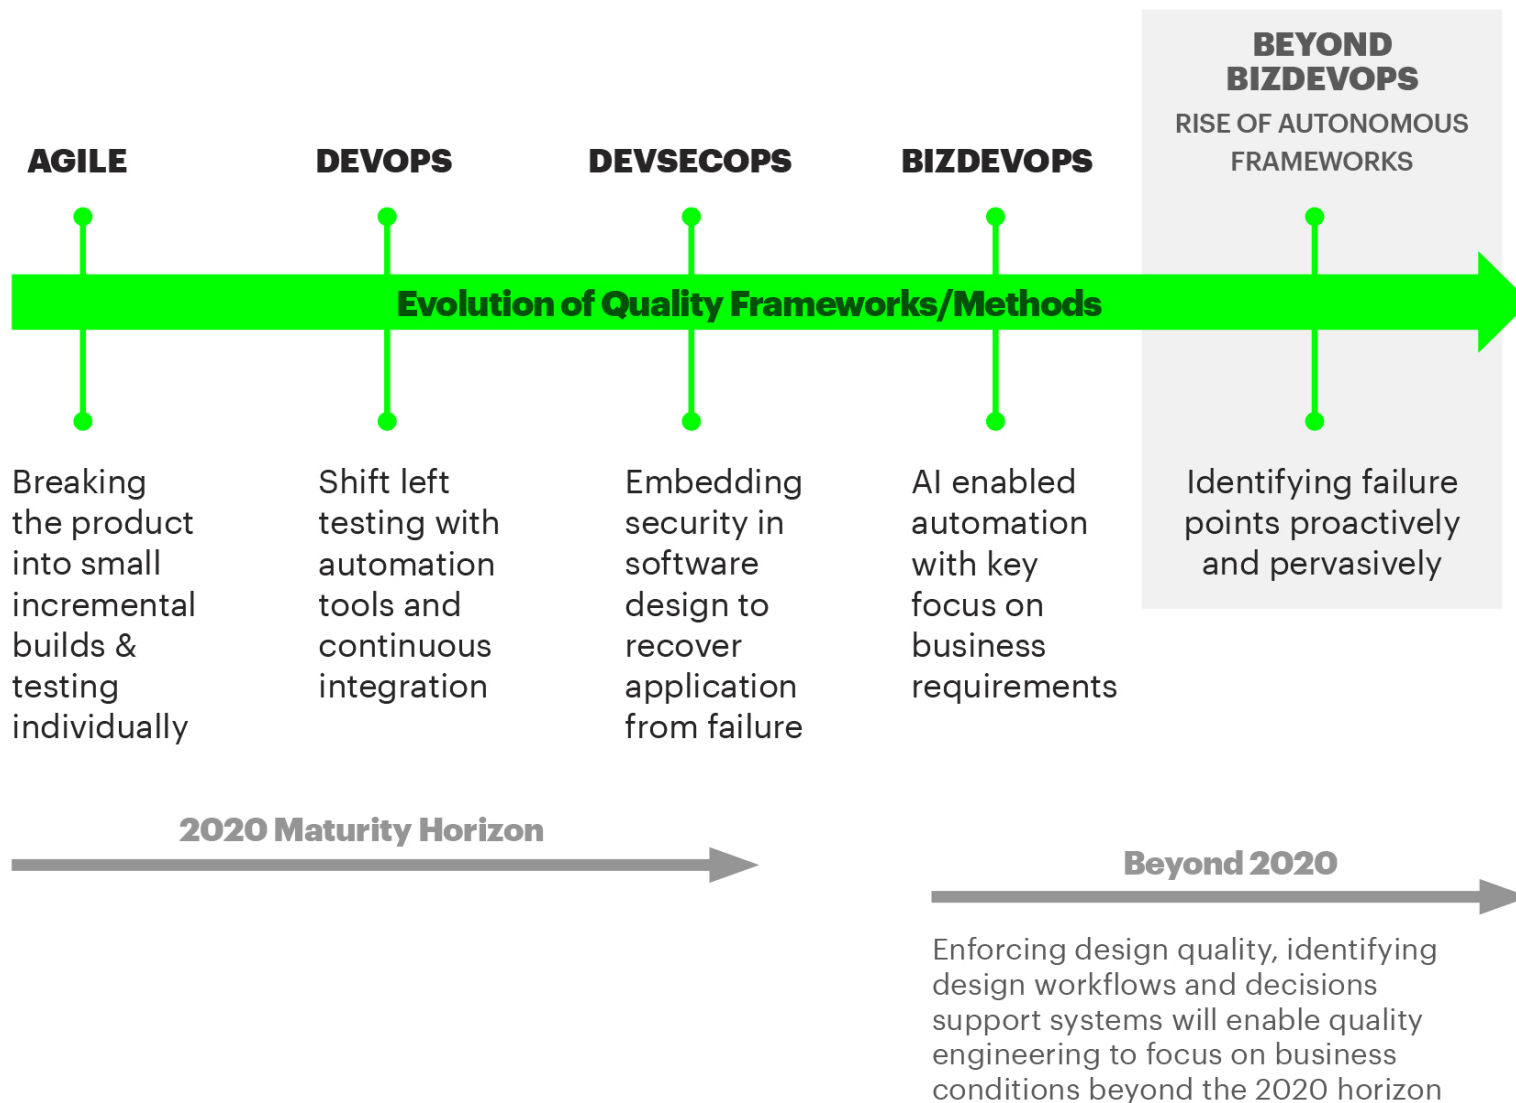 BEYOND
BIZDEVOPS
RISE OF AUTONOMOUS
FRAMEWORKS
AGILE
DEVOPS
DEVSECOPS
BIZDEVOPS
Evolution of Quality Frameworks/Methods
Breaking
the product
into small
incremental
builds &
testing
individually
Shift left
testing with
automation
tools and
continuous
integration
Embedding
security in
software
design to
recover
application
from failure
AI enabled
automation
with key
focus on
business
requirements
Identifying failure
points proactively
and pervasively
2020 Maturity Horizon
Beyond 2020
Enforcing design quality, identifying
design workflows and decisions
support systems will enable quality
engineering to focus on business
conditions beyond the 2020 horizon